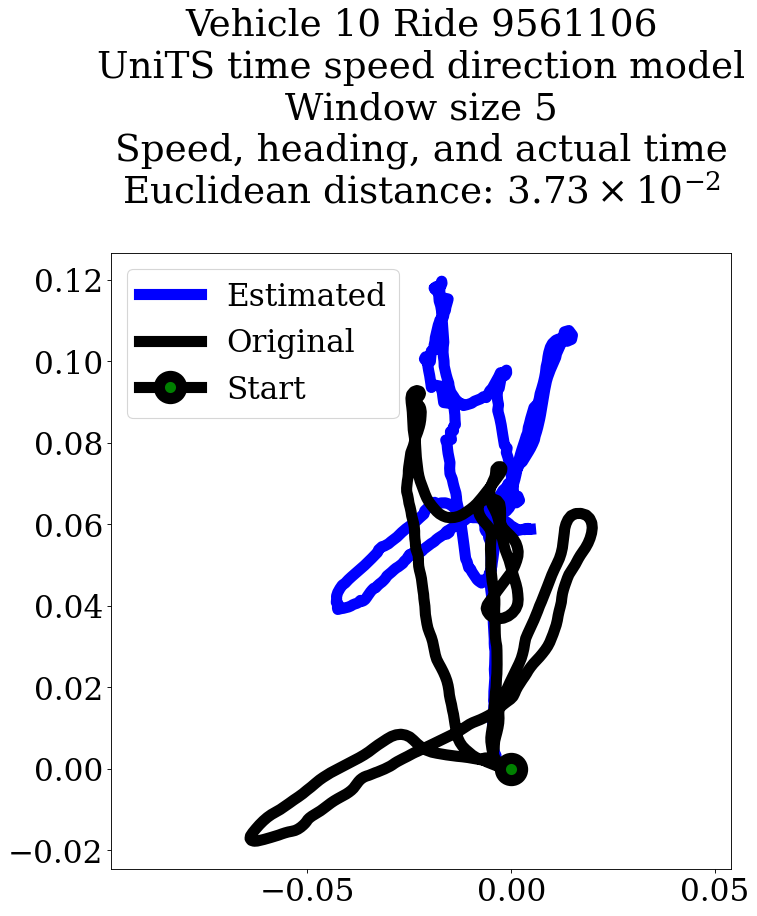 Vehicle 10 Ride 9561106
UniTS time speed direction model
Window size 5
Speed, heading, and actual time
Euclidean distance: 3.73 × 10⁻²
Estimated
Original
Start
0.12
0.10
0.08
0.06
0.04
0.02
0.00
−0.02
−0.05 0.00 0.05